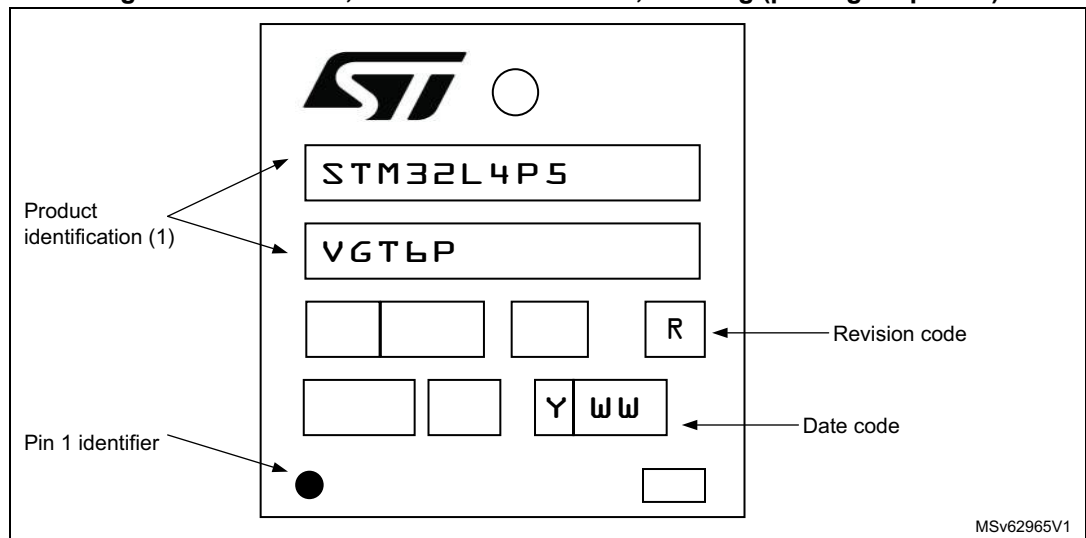 STM32L4P5
Product
identification (1)
VGT6P
R
Revision code
Y WW
Date code
Pin 1 identifier
MSv62965V1